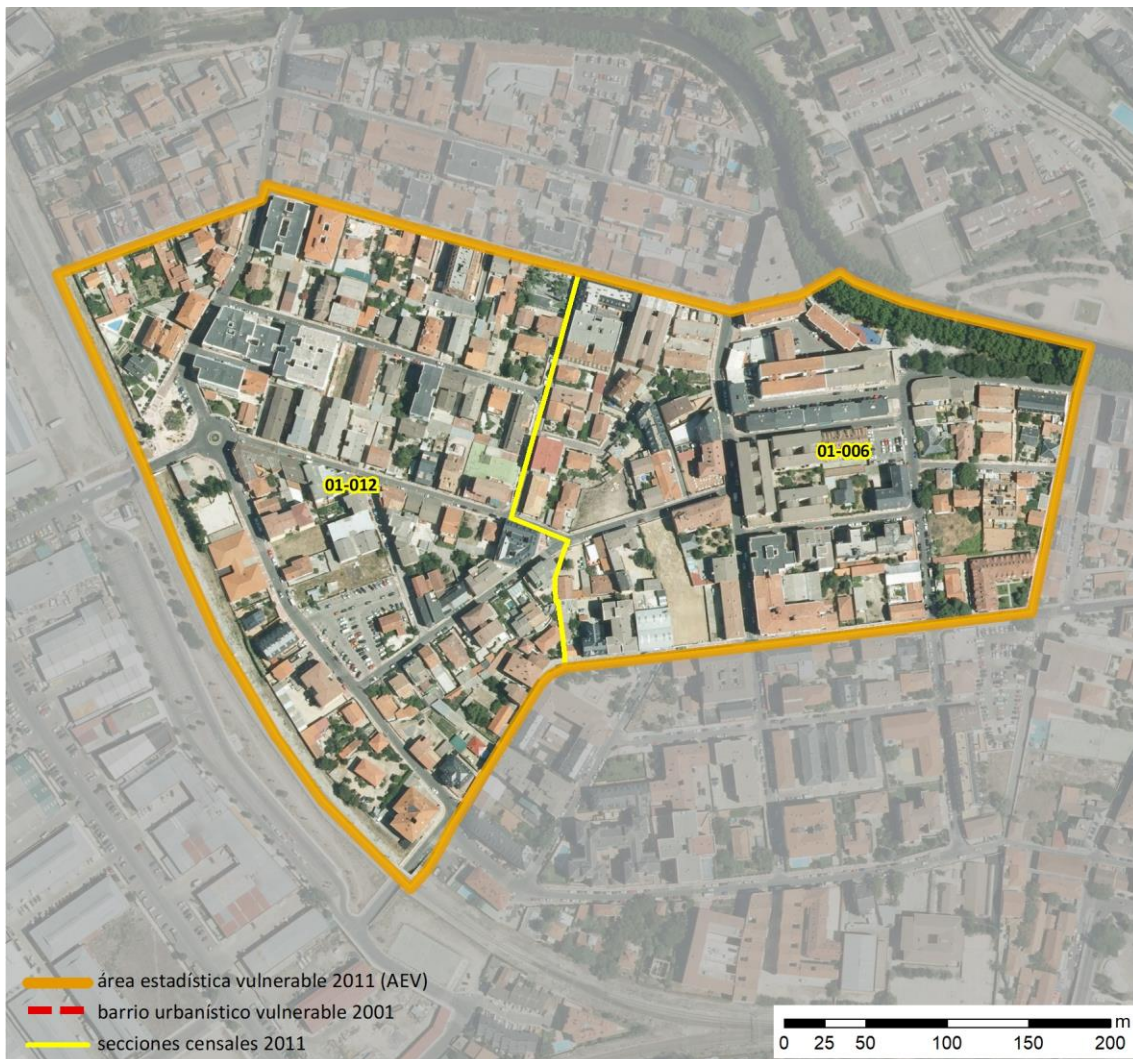 01-006
01-012
área estadística vulnerable 2011 (AEV)
barrio urbanístico vulnerable 2001
secciones censales 2011
m
0 25 50 100 150 200